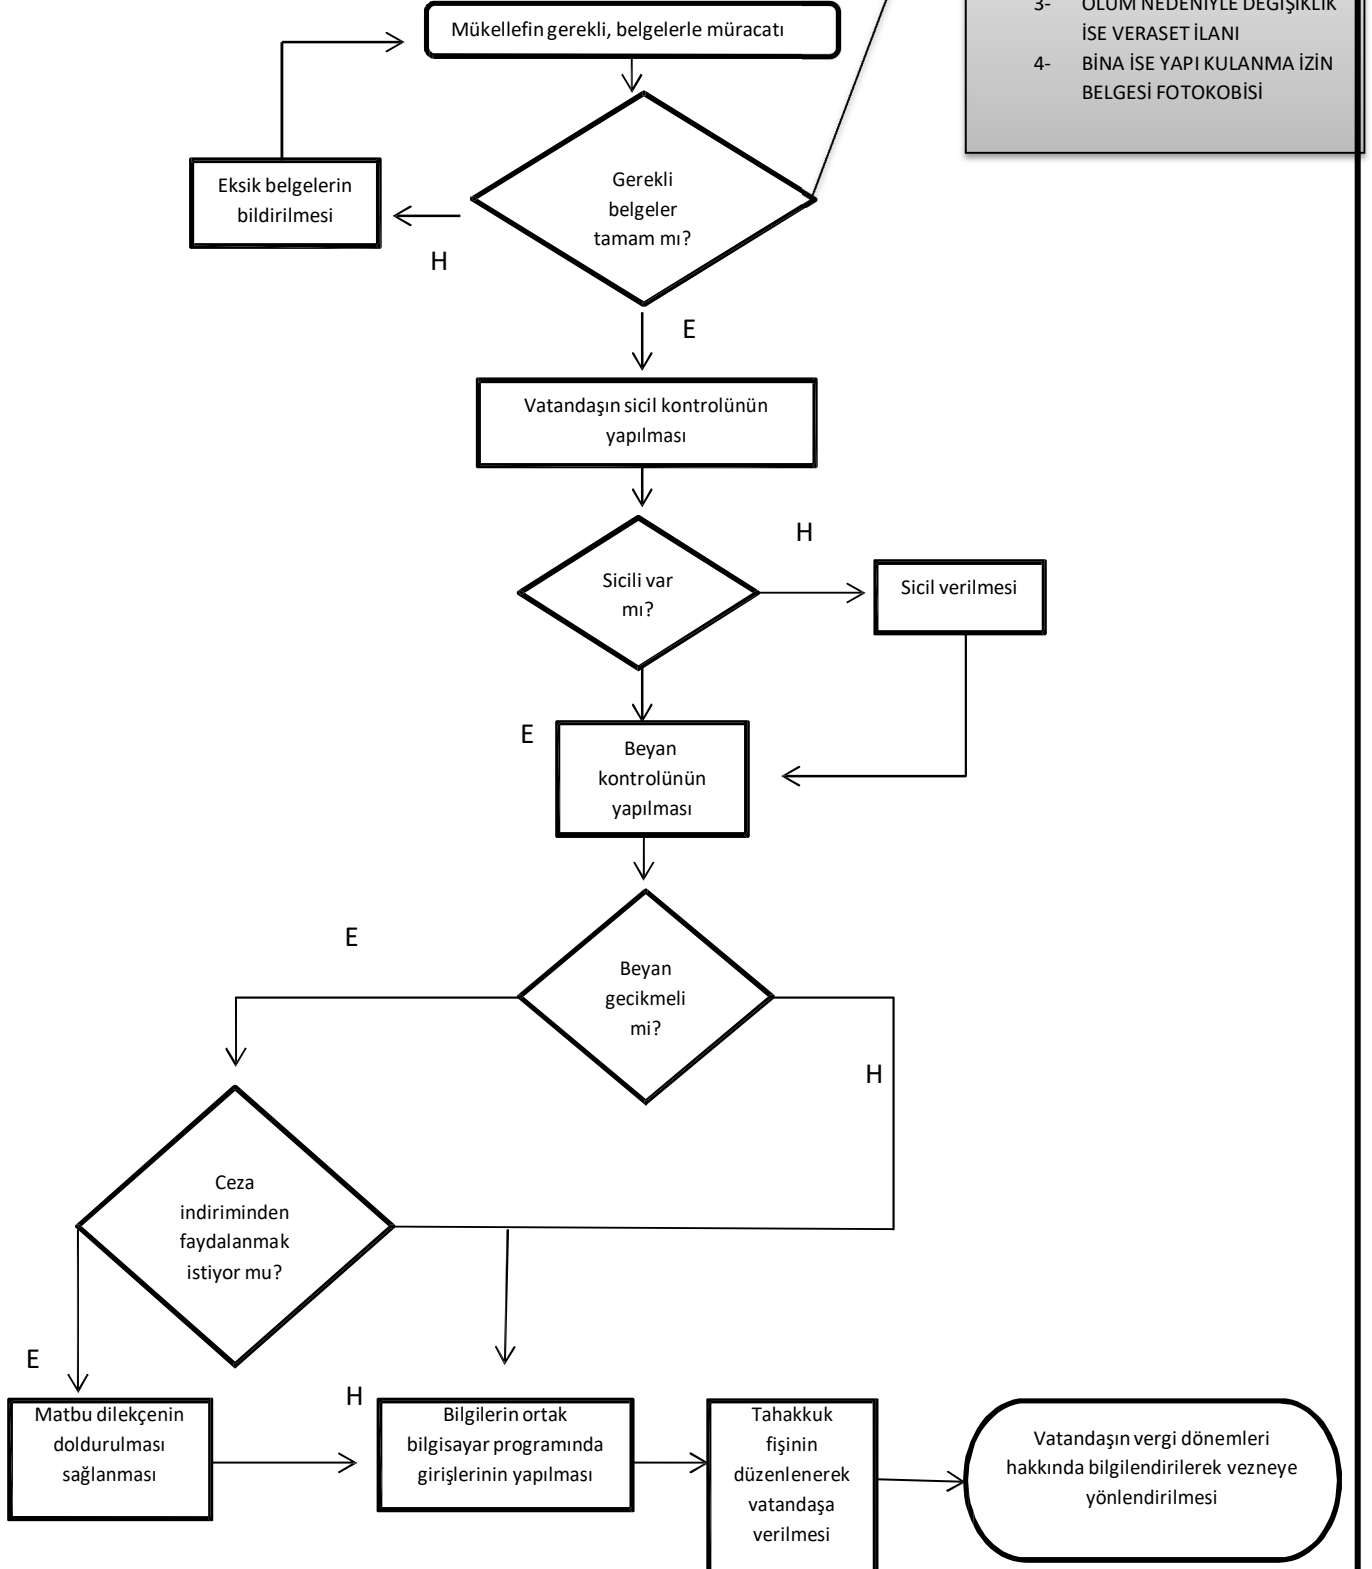 Mükellefin gerekli, belgelerle müracatı
3- ÖLÜM NEDENİYLE DEĞİŞİKLİK
İSE VERASET İLANI
4- BİNA İSE YAPI KULANMA İZİN
BELGESİ FOTOKOBİSİ
Eksik belgelerin
bildirilmesi
Gerekli
belgeler
tamam mı?
H
E
Vatandaşın sicil kontrolünün
yapılması
H
Sicili var
mı?
Sicil verilmesi
E
Beyan
kontrolünün
yapılması
E
Beyan
gecikmeli
mi?
H
Ceza
indiriminden
faydalanmak
istiyor mu?
E
H
Matbu dilekçenin
doldurulması
sağlanması
Bilgilerin ortak
bilgisayar programında
girişlerinin yapılması
Tahakkuk
fişinin
düzenlenerek
vatandaşa
verilmesi
Vatandaşın vergi dönemleri
hakkında bilgilendirilerek vezneye
yönlendirilmesi